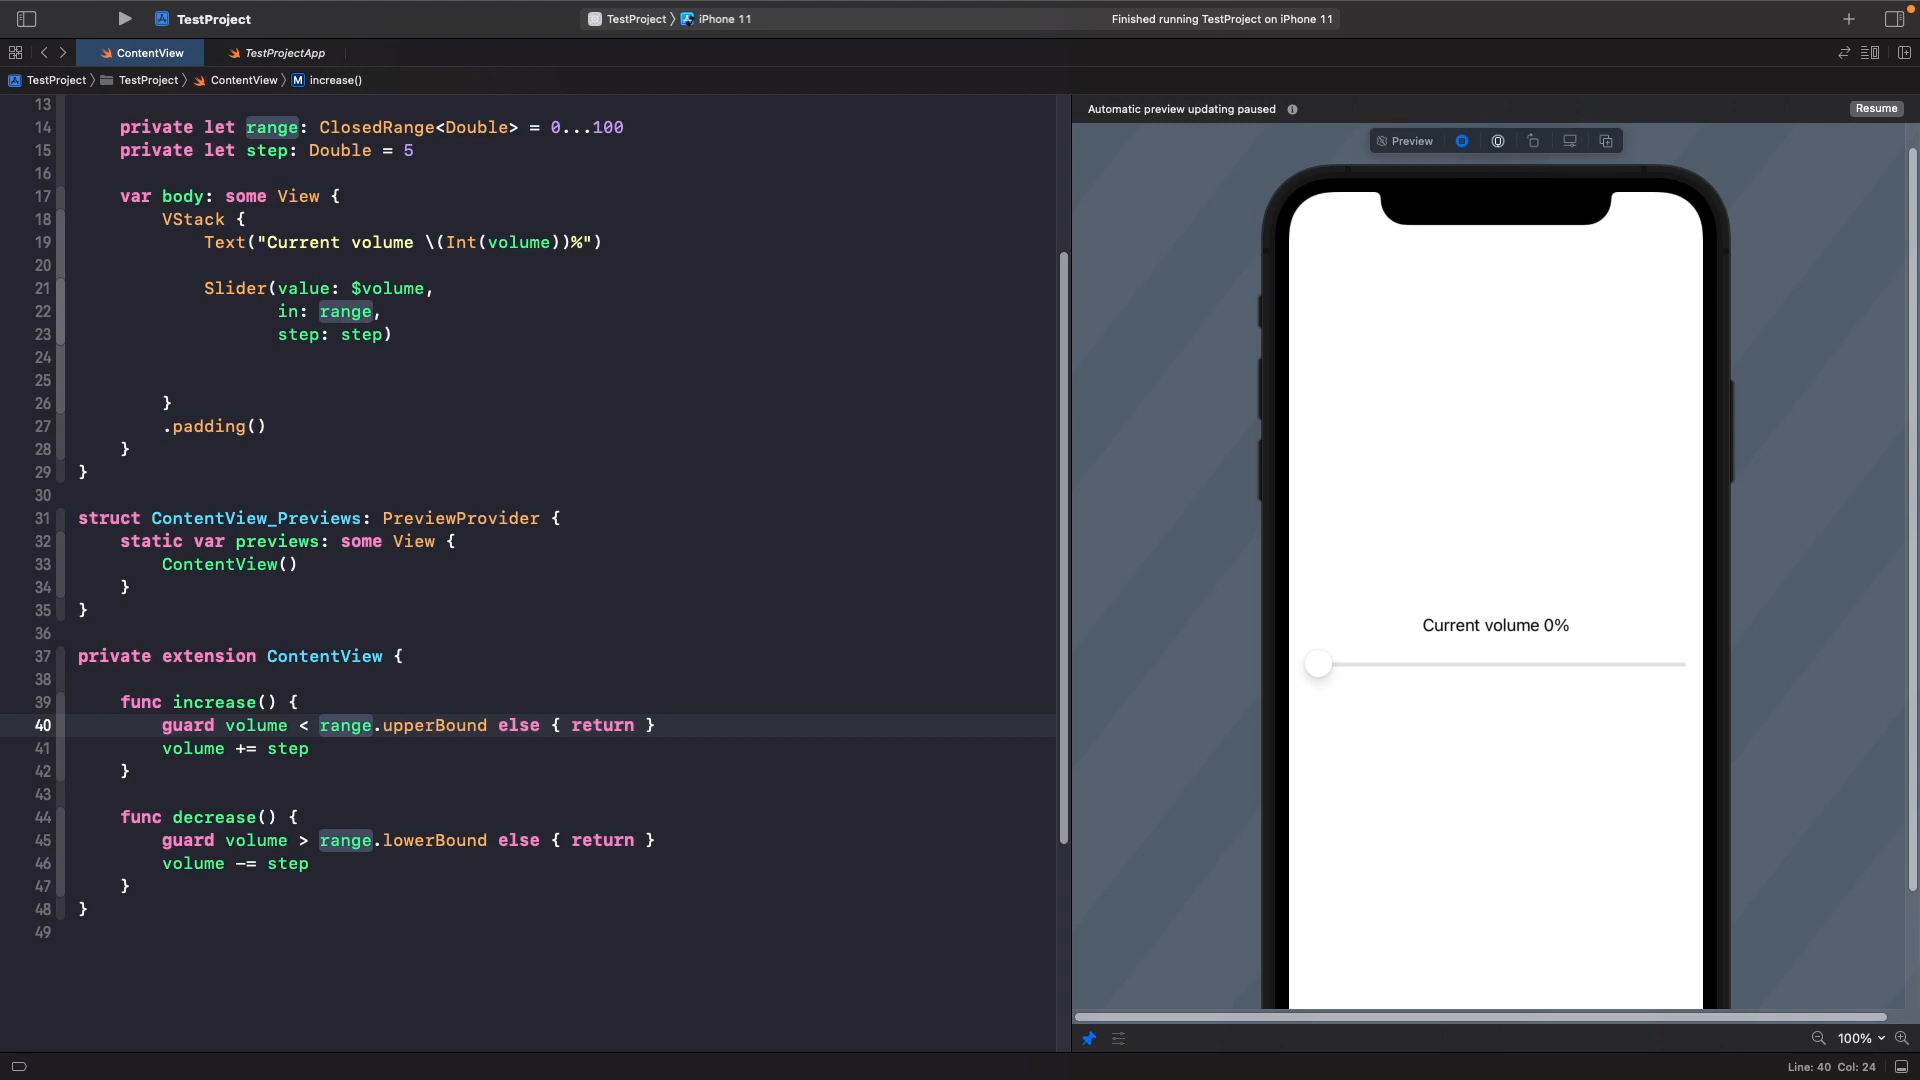 TestProject
TestProject 〉 iPhone 11
Finished running TestProject on iPhone 11
ContentView
TestProjectApp
TestProject 〉 TestProject 〉 ContentView 〉 M increase()
13
14 private let range: ClosedRange<Double> = 0...100
15 private let step: Double = 5
16
17 var body: some View {
18 VStack {
19 Text("Current volume \(Int(volume))%")
20
21 Slider(value: $volume,
22 in: range,
23 step: step)
24
25
26 }
27 .padding()
28 }
29 }
30
31 struct ContentView_Previews: PreviewProvider {
32 static var previews: some View {
33 ContentView()
34 }
35 }
36
37 private extension ContentView {
38
39 func increase() {
40 guard volume < range.upperBound else { return }
41 volume += step
42 }
43
44 func decrease() {
45 guard volume > range.lowerBound else { return }
46 volume -= step
47 }
48 }
49
Automatic preview updating paused
Resume
Preview
Current volume 0%
100%
Line: 40 Col: 24